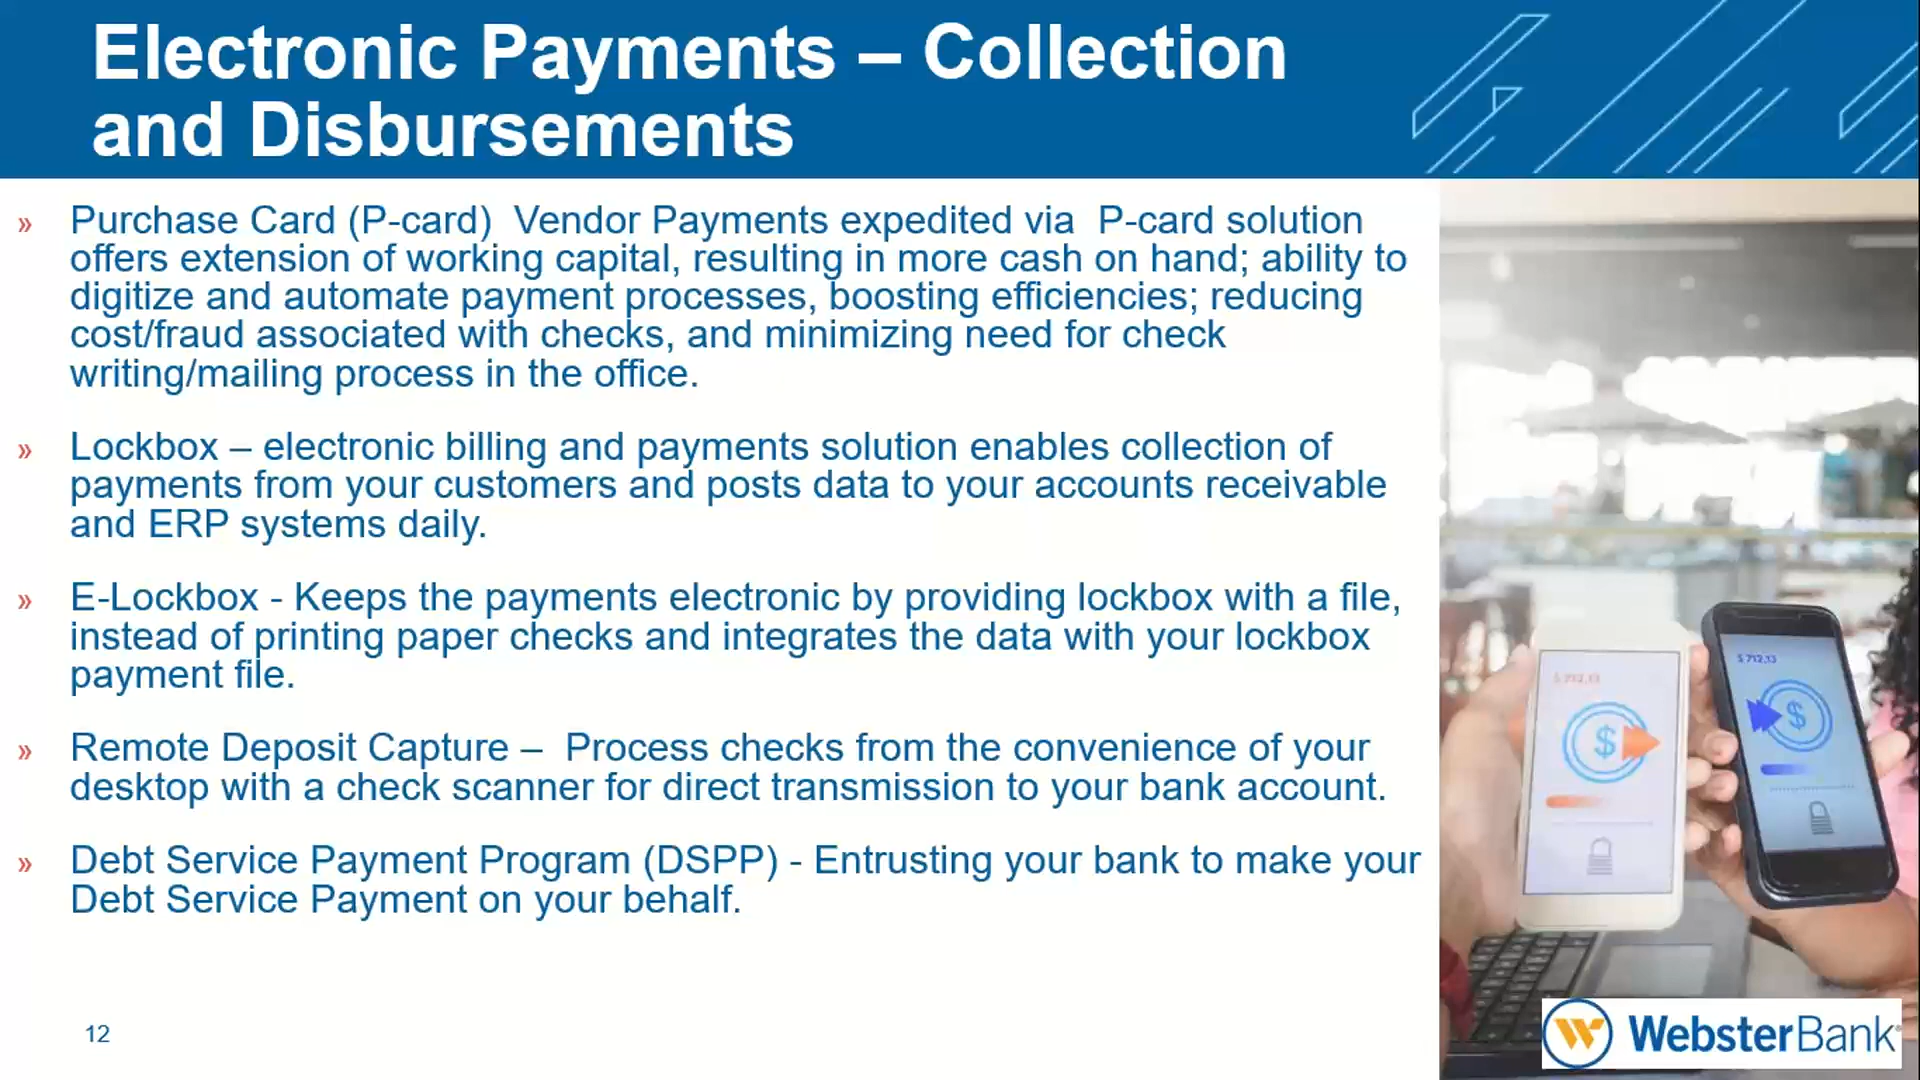 Electronic Payments – Collection
and Disbursements
» Purchase Card (P-card)  Vendor Payments expedited via  P-card solution
offers extension of working capital, resulting in more cash on hand; ability to
digitize and automate payment processes, boosting efficiencies; reducing
cost/fraud associated with checks, and minimizing need for check
writing/mailing process in the office.
» Lockbox – electronic billing and payments solution enables collection of
payments from your customers and posts data to your accounts receivable
and ERP systems daily.
» E-Lockbox - Keeps the payments electronic by providing lockbox with a file,
instead of printing paper checks and integrates the data with your lockbox
payment file.
» Remote Deposit Capture –  Process checks from the convenience of your
desktop with a check scanner for direct transmission to your bank account.
» Debt Service Payment Program (DSPP) - Entrusting your bank to make your
Debt Service Payment on your behalf.
$ 712,13
$ 712,13
$
$
12
W WebsterBank